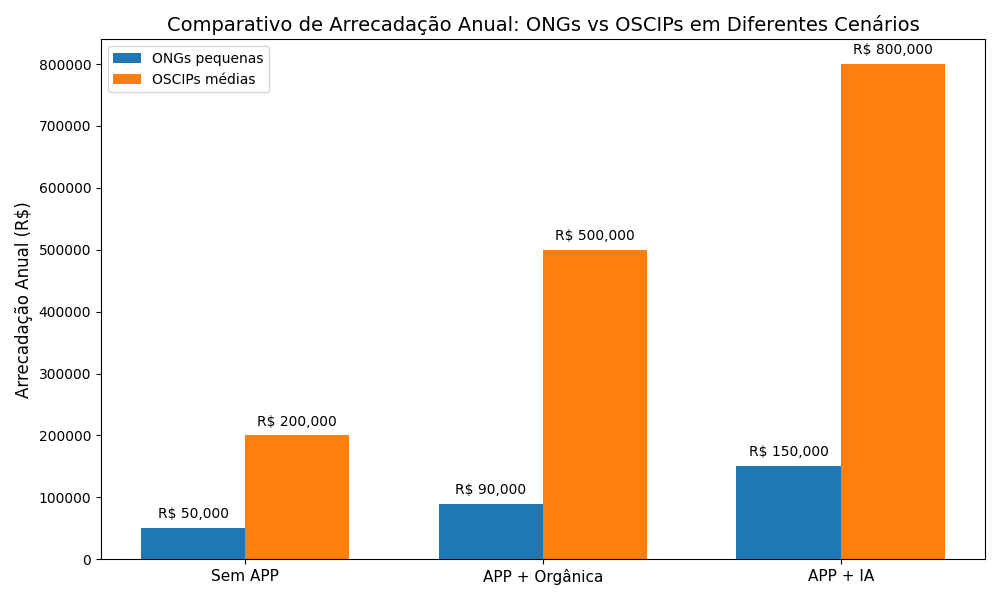 Comparativo de Arrecadação Anual: ONGs vs OSCIPs em Diferentes Cenários
ONGs pequenas
OSCIPs médias
Arrecadação Anual (R$)
800000
700000
600000
500000
400000
300000
200000
100000
0
R$ 50,000
R$ 200,000
R$ 90,000
R$ 500,000
R$ 150,000
R$ 800,000
Sem APP
APP + Orgânica
APP + IA